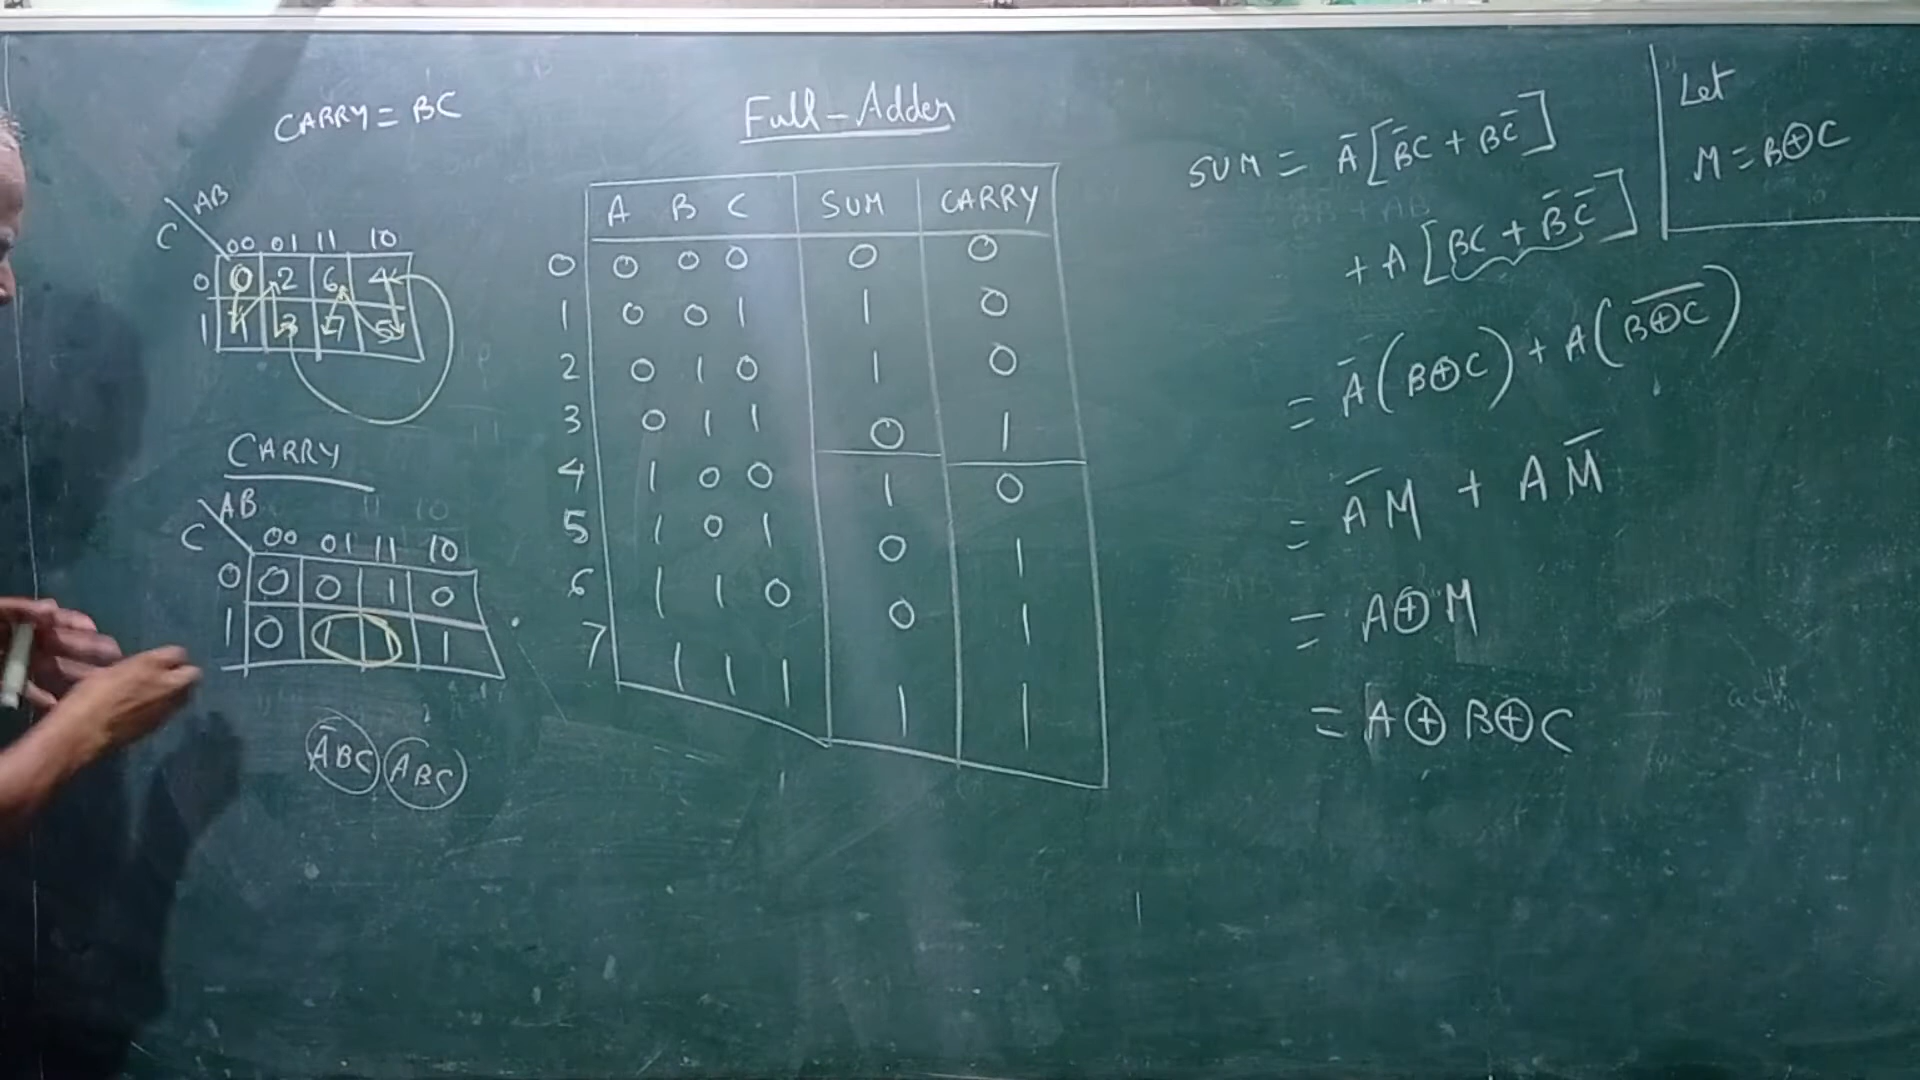 CARRY = BC
AB
C
00 01 11 10
0 0 2 6 4
1 1 3 7 5
CARRY
AB
C
00 01 11 10
0 0 0 1 0
1 0 1 1 1
A̅BC ABC
Full-Adder
A B C SUM CARRY
0 0 0 0 0 0
1 0 0 1 1 0
2 0 1 0 1 0
3 0 1 1 0 1
4 1 0 0 1 0
5 1 0 1 0 1
6 1 1 0 0 1
7 1 1 1 1 1
SUM = A̅[B̅C + BC̅]
+ A[BC + B̅C̅]
= A̅(B⊕C) + A(B̅⊕̅C̅)
= A̅M + AM̅
= A⊕M
= A⊕B⊕C
Let
M = B⊕C